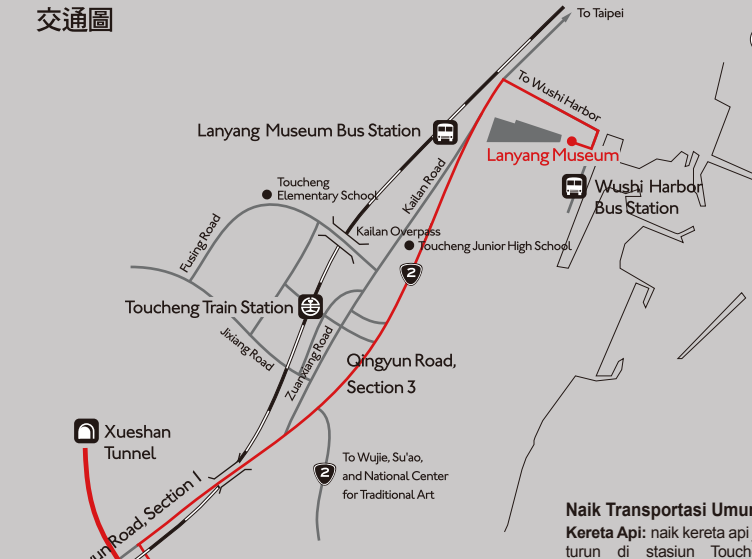 交通圖
To Taipei
To Wushi Harbor
Lanyang Museum Bus Station
Lanyang Museum
Kailan Road
Toucheng
Elementary School
Wushi Harbor
Bus Station
Fusing Road
Kailan Overpass
Toucheng Junior High School
2
Toucheng Train Station
Jixiang Road
Zuanxiang Road
Qingyun Road,
Section 3
Xueshan
Tunnel
To Wujie, Su'ao,
and National Center
for Traditional Art
2
Road, Section 1
Naik Transportasi
Kereta Api: naik kereta api
turun di stasiun